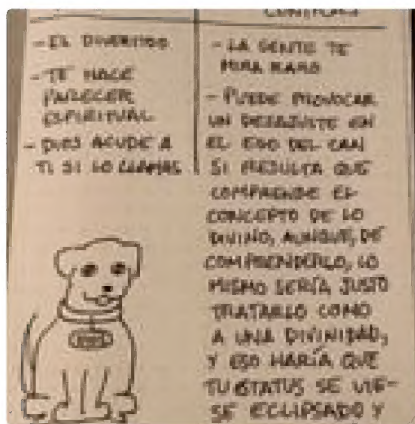 CONTRAS
- ES DIVERTIDO
- TE HACE
PARECER
ESPIRITUAL
- DIOS ACUDE A
TI SI LO LLAMAS
- LA GENTE TE
MIRA RARO
- PUEDE PROVOCAR
UN DESAJUSTE EN
EL EGO DEL CAN
SI RESULTA QUE
COMPRENDE EL
CONCEPTO DE LO
DIVINO, AUNQUE, DE
COMPRENDERLO, LO
MISMO SERÍA JUSTO
TRATARLO COMO
A UNA DIVINIDAD,
Y ESO HARÍA QUE
TU STATUS SE VIE-
SE ECLIPSADO Y